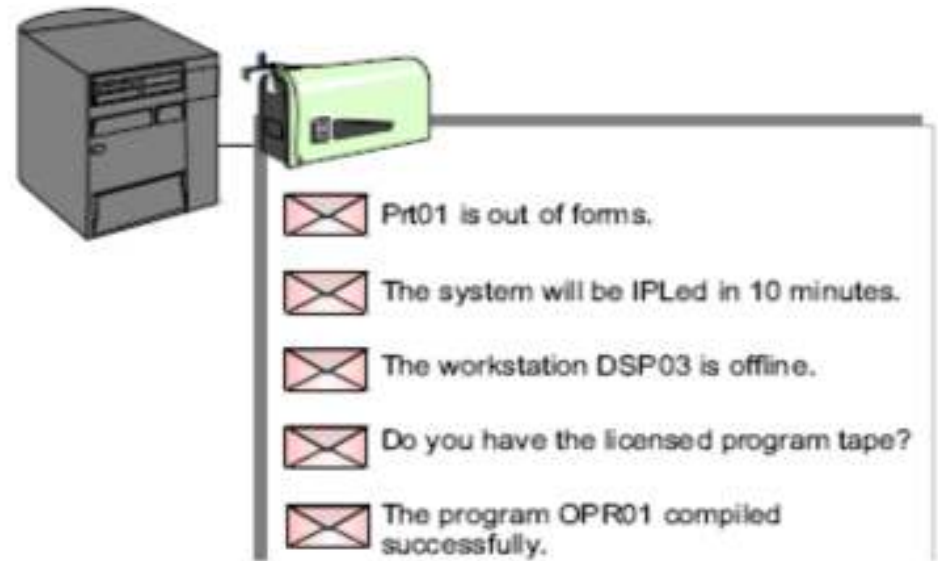 Prt01 is out of forms.
The system will be IPLed in 10 minutes.
The workstation DSP03 is offline.
Do you have the licensed program tape?
The program OPR01 compiled
successfully.